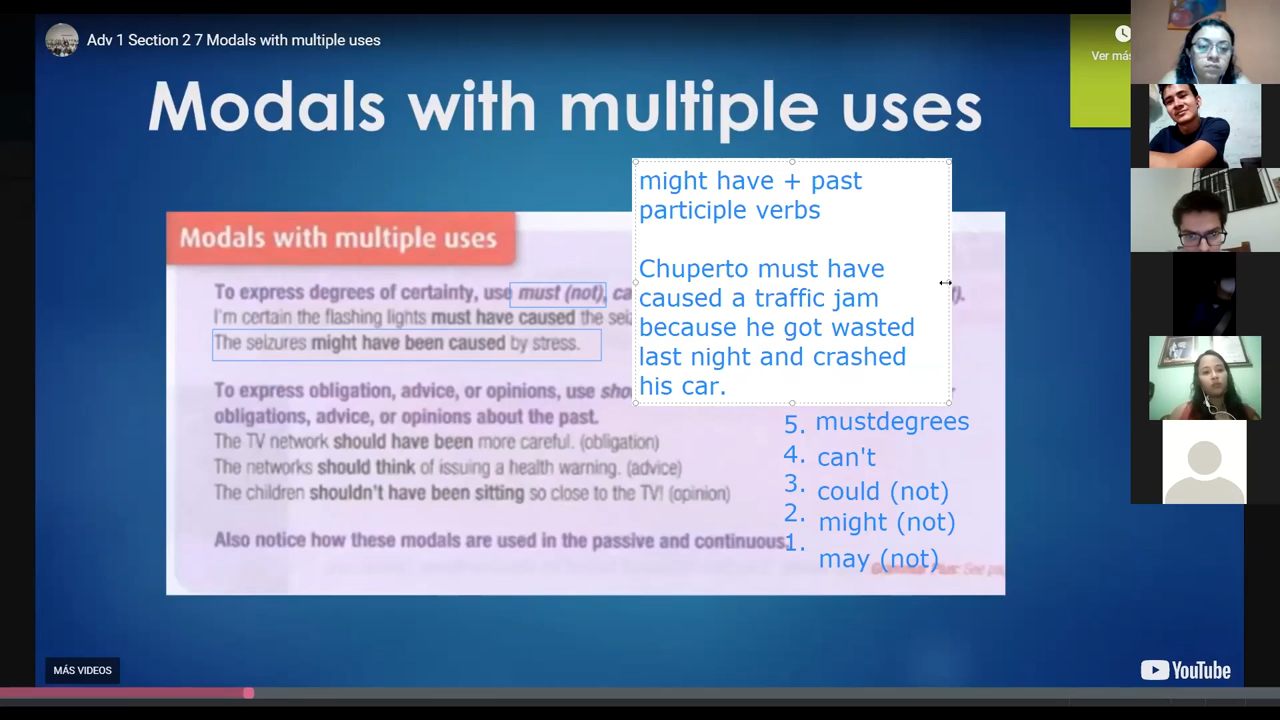 Adv 1 Section 2 7 Modals with multiple uses
Ver más
Modals with multiple uses
might have + past
participle verbs
Chuperto must have
caused a traffic jam
because he got wasted
last night and crashed
his car.
Modals with multiple uses
To express degrees of certainty, use must (not),
I'm certain the flashing lights must have caused the
The seizures might have been caused by stress.
To express obligation, advice, or opinions, use
obligations, advice, or opinions about the past.
The TV network should have been more careful. (obligation)
The networks should think of issuing a health warning. (advice)
The children shouldn't have been sitting so close to the TV! (opinion)
Also notice how these modals are used in the passive and continuous.
5. mustdegrees
4. can't
3. could (not)
2. might (not)
1. may (not)
MÁS VIDEOS
YouTube